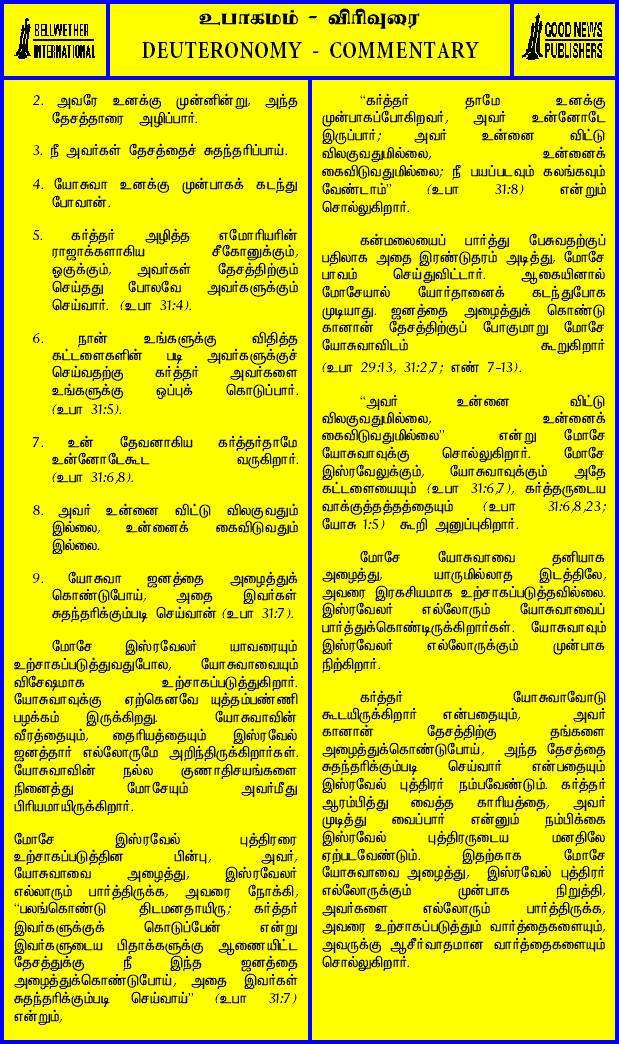 BELLWETHER
INTERNATIONAL
உபாகமம் - விரிவுரை
DEUTERONOMY - COMMENTARY
GOOD NEWS
PUBLISHERS
2. அவரே உனக்கு முன்னின்று, அந்த
தேசத்தாரை அழிப்பார்.
3. நீ அவர்கள் தேசத்தைச் சுதந்தரிப்பாய்.
4. யோசுவா உனக்கு முன்பாகக் கடந்து
போவான்.
5. கர்த்தர் அழித்த எமோரியரின்
ராஜாக்களாகிய சீகோனுக்கும்,
ஒகுக்கும், அவர்கள் தேசத்திற்கும்
செய்தது போலவே அவர்களுக்கும்
செய்வார். (உபா 31:4).
6. நான் உங்களுக்கு விதித்த
கட்டளைகளின் படி அவர்களுக்குச்
செய்வதற்கு கர்த்தர் அவர்களை
உங்களுக்கு ஒப்புக் கொடுப்பார்.
(உபா 31:5).
7. உன் தேவனாகிய கர்த்தர்தாமே
உன்னோடேகூட வருகிறார்.
(உபா 31:6,8).
8. அவர் உன்னை விட்டு விலகுவதும்
இல்லை, உன்னைக் கைவிடுவதும்
இல்லை.
9. யோசுவா ஜனத்தை அழைத்துக்
கொண்டுபோய், அதை இவர்கள்
சுதந்தரிக்கும்படி செய்வான் (உபா 31:7).
மோசே இஸ்ரவேலர் யாவரையும்
உற்சாகப்படுத்துவதுபோல, யோசுவாவையும்
விசேஷமாக உற்சாகப்படுத்துகிறார்.
யோசுவாவுக்கு ஏற்கெனவே யுத்தம்பண்ணி
பழக்கம் இருக்கிறது. யோசுவாவின்
வீரத்தையும், தைரியத்தையும் இஸ்ரவேல்
ஜனத்தார் எல்லோருமே அறிந்திருக்கிறார்கள்.
யோசுவாவின் நல்ல குணாதிசயங்களை
நினைத்து மோசேயும் அவர்மீது
பிரியமாயிருக்கிறார்.
மோசே இஸ்ரவேல் புத்திரரை
உற்சாகப்படுத்தின பின்பு, அவர்,
யோசுவாவை அழைத்து, இஸ்ரவேலர்
எல்லாரும் பார்த்திருக்க, அவரை நோக்கி,
“பலங்கொண்டு திடமனதாயிரு; கர்த்தர்
இவர்களுக்குக் கொடுப்பேன் என்று
இவர்களுடைய பிதாக்களுக்கு ஆணையிட்ட
தேசத்துக்கு நீ இந்த ஜனத்தை
அழைத்துக்கொண்டுபோய், அதை இவர்கள்
சுதந்தரிக்கும்படி செய்வாய்” (உபா 31:7)
என்றும்,
“கர்த்தர் தாமே உனக்கு
முன்பாகப்போகிறவர், அவர் உன்னோடே
இருப்பார்; அவர் உன்னை விட்டு
விலகுவதுமில்லை, உன்னைக்
கைவிடுவதுமில்லை; நீ பயப்படவும் கலங்கவும்
வேண்டாம்” (உபா 31:8) என்றும்
சொல்லுகிறார்.
கன்மலையைப் பார்த்து பேசுவதற்குப்
பதிலாக அதை இரண்டுதரம் அடித்து, மோசே
பாவம் செய்துவிட்டார். ஆகையினால்
மோசேயால் யோர்தானைக் கடந்துபோக
முடியாது. ஜனத்தை அழைத்துக் கொண்டு
கானான் தேசத்திற்குப் போகுமாறு மோசே
யோசுவாவிடம் கூறுகிறார்
(உபா 29:13, 31:2,7; எண் 7-13).
“அவர் உன்னை விட்டு
விலகுவதுமில்லை, உன்னைக்
கைவிடுவதுமில்லை” என்று மோசே
யோசுவாவுக்கு சொல்லுகிறார். மோசே
இஸ்ரவேலுக்கும், யோசுவாவுக்கும் அதே
கட்டளையையும் (உபா 31:6,7), கர்த்தருடைய
வாக்குத்தத்தத்தையும் (உபா 31:6,8,23;
யோசு 1:5) கூறி அனுப்புகிறார்.
மோசே யோசுவாவை தனியாக
அழைத்து, யாருமில்லாத இடத்திலே,
அவரை இரகசியமாக உற்சாகப்படுத்தவில்லை.
இஸ்ரவேலர் எல்லோரும் யோசுவாவைப்
பார்த்துக்கொண்டிருக்கிறார்கள். யோசுவாவும்
இஸ்ரவேலர் எல்லோருக்கும் முன்பாக
நிற்கிறார்.
கர்த்தர் யோசுவாவோடு
கூடயிருக்கிறார் என்பதையும், அவர்
கானான் தேசத்திற்கு தங்களை
அழைத்துக்கொண்டுபோய், அந்த தேசத்தை
சுதந்தரிக்கும்படி செய்வார் என்பதையும்
இஸ்ரவேல் புத்திரர் நம்பவேண்டும். கர்த்தர்
ஆரம்பித்து வைத்த காரியத்தை, அவர்
முடித்து வைப்பார் என்னும் நம்பிக்கை
இஸ்ரவேல் புத்திரருடைய மனதிலே
ஏற்படவேண்டும். இதற்காக மோசே
யோசுவாவை அழைத்து, இஸ்ரவேல் புத்திரர்
எல்லோருக்கும் முன்பாக நிறுத்தி,
அவர்களை எல்லோரும் பார்த்திருக்க,
அவரை உற்சாகப்படுத்தும் வார்த்தைகளையும்,
அவருக்கு ஆசீர்வாதமான வார்த்தைகளையும்
சொல்லுகிறார்.